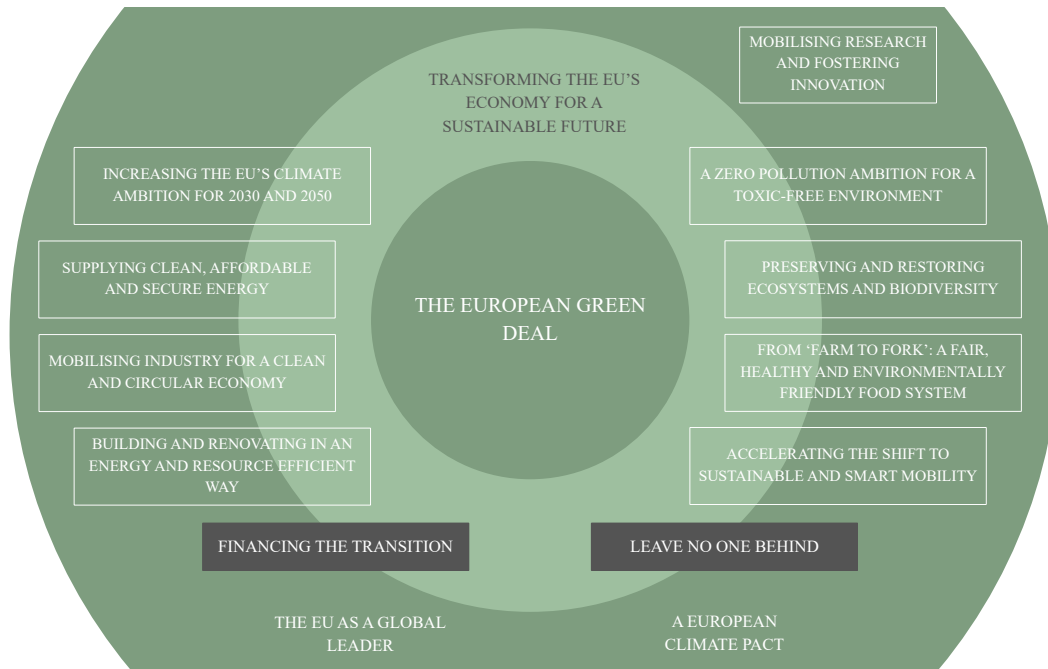 MOBILISING RESEARCH
AND FOSTERING
INNOVATION
TRANSFORMING THE EU’S
ECONOMY FOR A
SUSTAINABLE FUTURE
INCREASING THE EU’S CLIMATE
AMBITION FOR 2030 AND 2050
A ZERO POLLUTION AMBITION FOR A
TOXIC-FREE ENVIRONMENT
SUPPLYING CLEAN, AFFORDABLE
AND SECURE ENERGY
PRESERVING AND RESTORING
ECOSYSTEMS AND BIODIVERSITY
THE EUROPEAN GREEN
DEAL
MOBILISING INDUSTRY FOR A CLEAN
AND CIRCULAR ECONOMY
FROM ‘FARM TO FORK’: A FAIR,
HEALTHY AND ENVIRONMENTALLY
FRIENDLY FOOD SYSTEM
BUILDING AND RENOVATING IN AN
ENERGY AND RESOURCE EFFICIENT
WAY
ACCELERATING THE SHIFT TO
SUSTAINABLE AND SMART MOBILITY
FINANCING THE TRANSITION
LEAVE NO ONE BEHIND
THE EU AS A GLOBAL
LEADER
A EUROPEAN
CLIMATE PACT